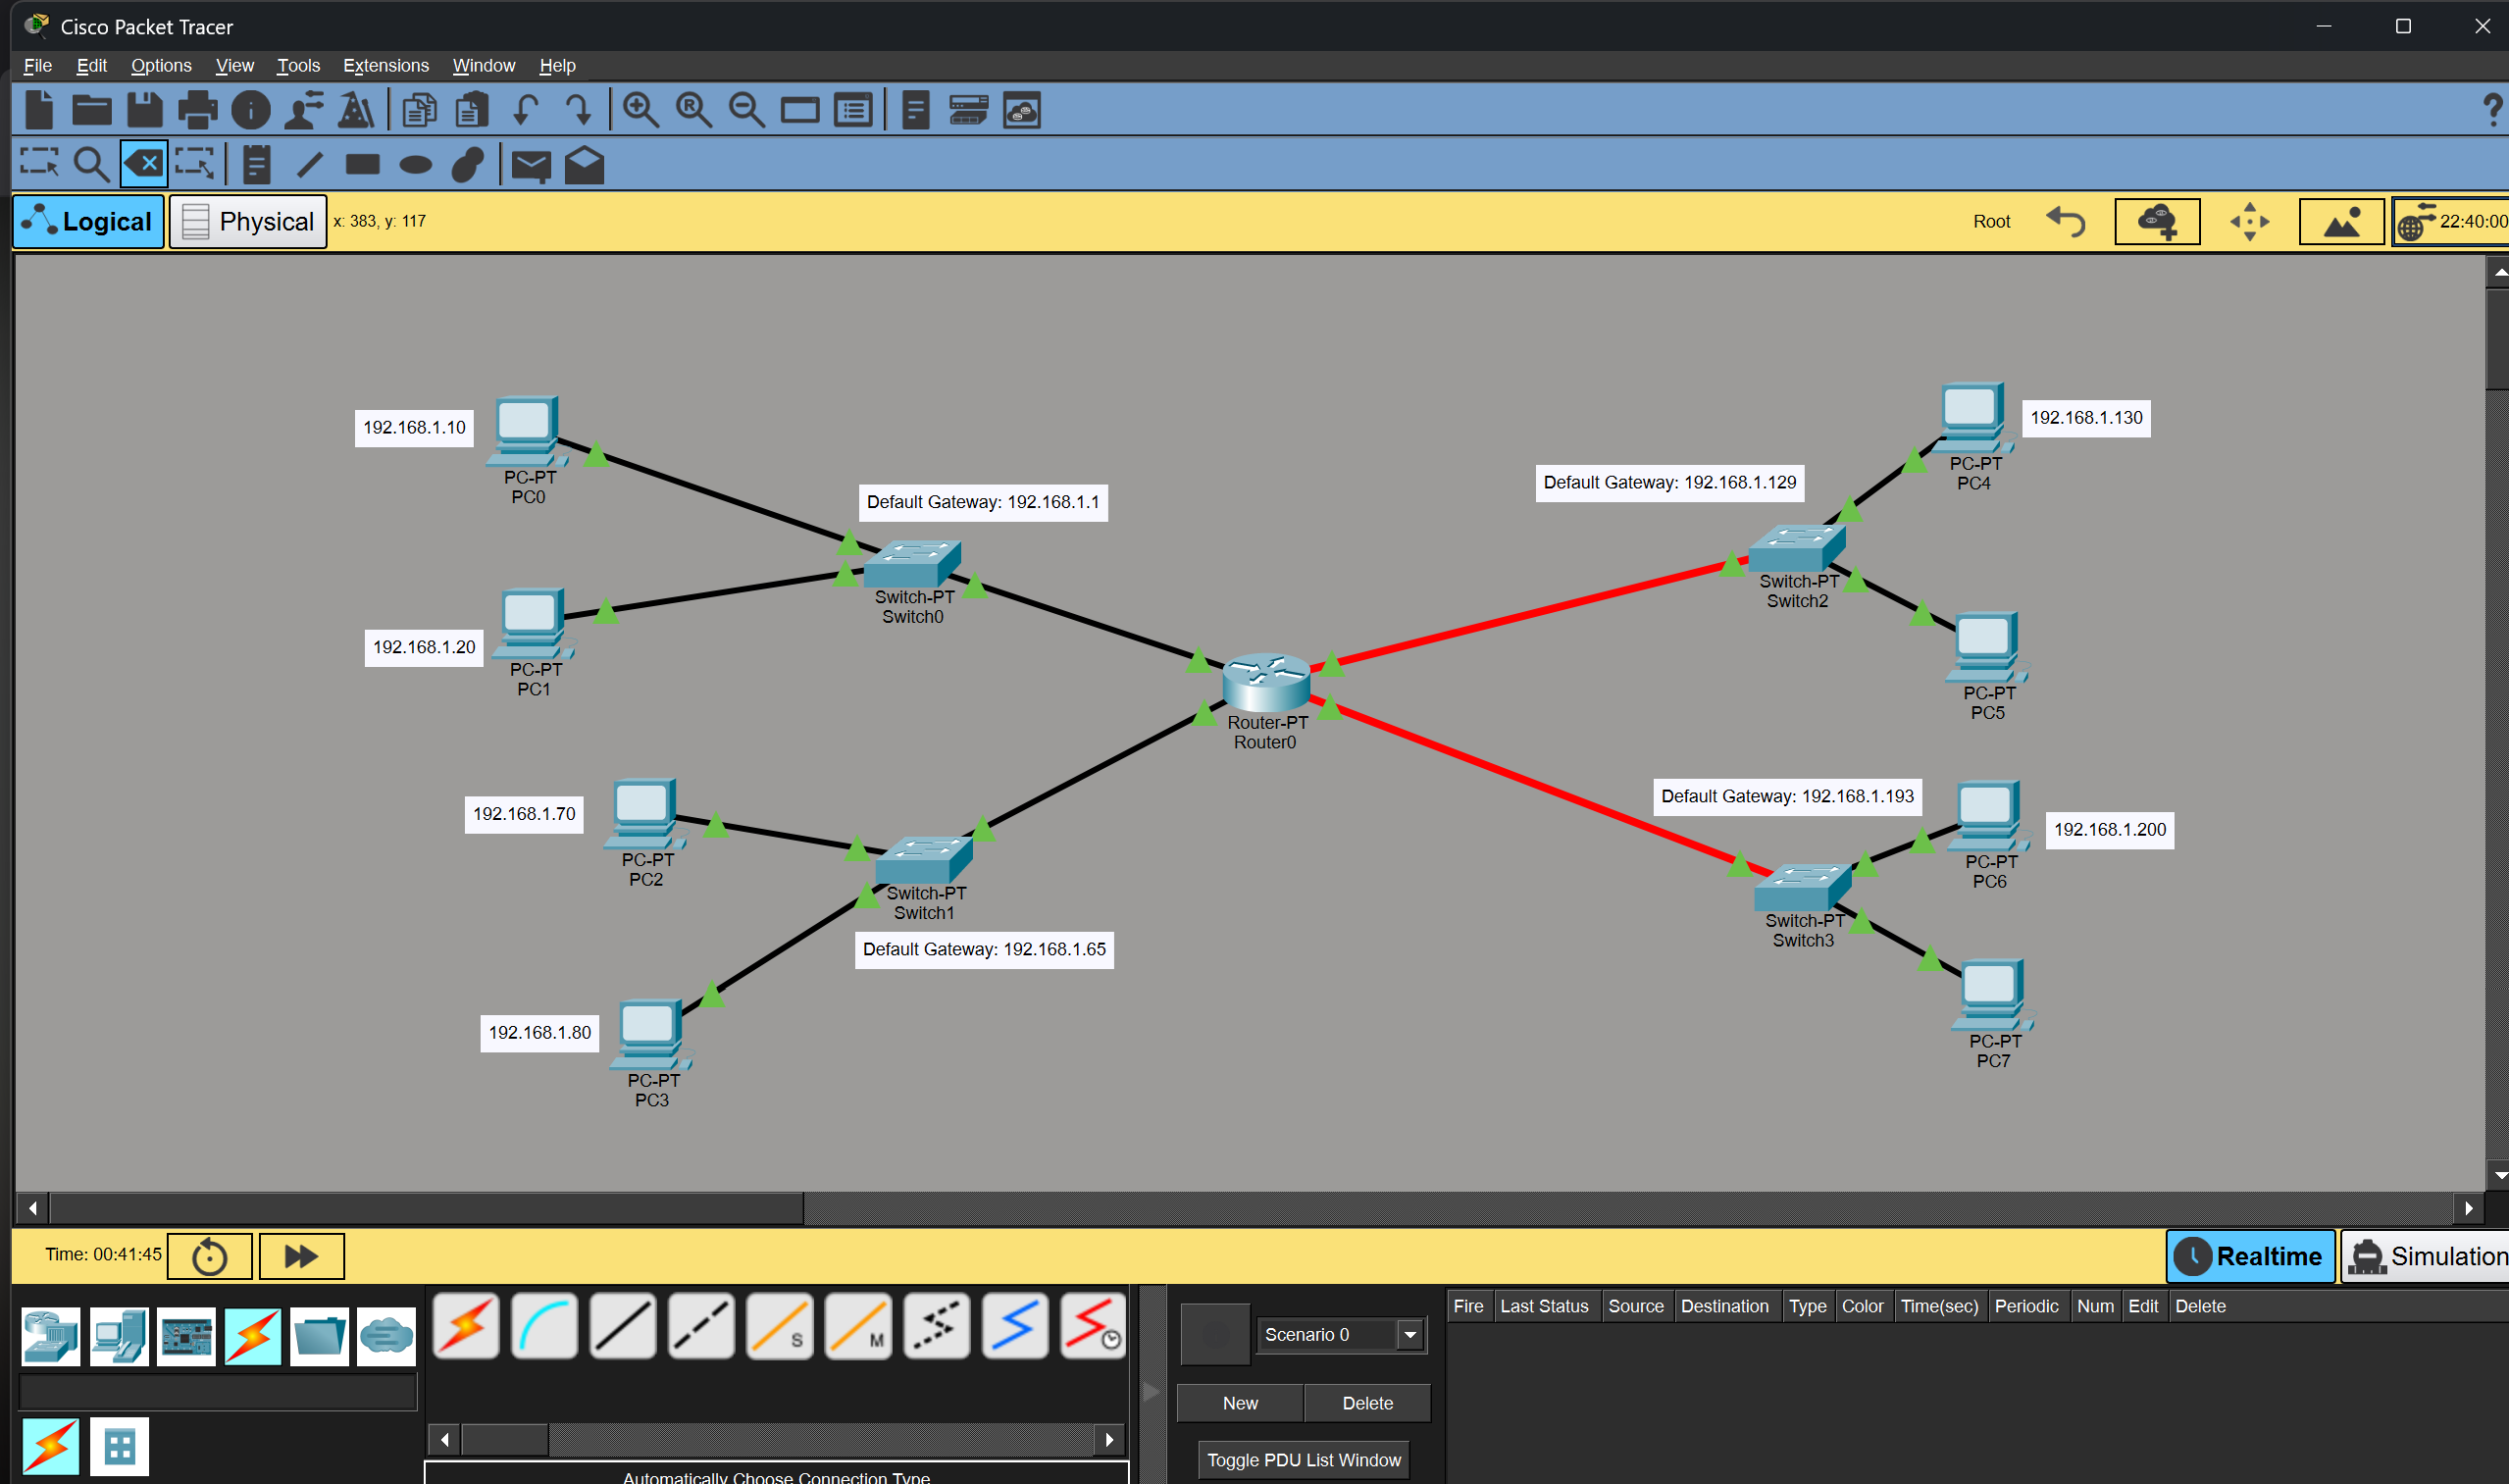 Cisco Packet Tracer
File Edit Options View Tools Extensions Window Help
Logical Physical x: 383, y: 117 Root 22:40:00
192.168.1.10
PC-PT
PC0
Default Gateway: 192.168.1.1
192.168.1.20
PC-PT
PC1
Switch-PT
Switch0
192.168.1.70
PC-PT
PC2
Switch-PT
Switch1
Default Gateway: 192.168.1.65
192.168.1.80
PC-PT
PC3
Router-PT
Router0
192.168.1.130
PC-PT
PC4
Default Gateway: 192.168.1.129
Switch-PT
Switch2
PC-PT
PC5
Default Gateway: 192.168.1.193
192.168.1.200
PC-PT
PC6
Switch-PT
Switch3
PC-PT
PC7
Time: 00:41:45 Realtime Simulation
S M
Automatically Choose Connection Type
Scenario 0
New Delete
Toggle PDU List Window
Fire Last Status Source Destination Type Color Time(sec) Periodic Num Edit Delete